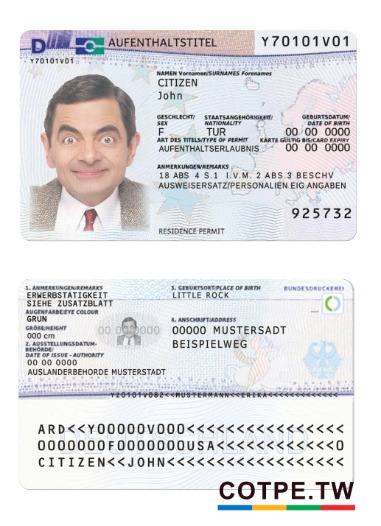 D AUFENTHALTSTITEL Y70101V01
Y70101V01
NAMEN Vornamen/SURNAMES Forenames
CITIZEN
John
GESCHLECHT/ STAATSANGEHÖRIGKEIT/ GEBURTSDATUM/
SEX NATIONALITY DATE OF BIRTH
F TUR 00 00 0000
ART DES TITELS/TYPE OF PERMIT KARTE GÜLTIG BIS/CARD EXPIRY
AUFENTHALTSERLAUBNIS 00 00 0000
ANMERKUNGEN/REMARKS
18 ABS 4 S.1 I.V.M. 2 ABS.3 BESCHV
AUSWEISERSATZ/PERSONALIEN EIG ANGABEN
925732
RESIDENCE PERMIT
1. ANMERKUNGEN/REMARKS 3. GEBURTSORT/PLACE OF BIRTH BUNDESDRUCKEREI
ERWERBSTATIGKEIT LITTLE ROCK
SIEHE ZUSATZBLATT
AUGENFARBE/EYE COLOUR
GRUN 4. ANSCHRIFT/ADDRESS
GRÖßE/HEIGHT 00 00 0000 00000 MUSTERSADT
000 cm BEISPIELWEG
2. AUSSTELLUNGSDATUM-
BEHÖRDE/
DATE OF ISSUE - AUTHORITY
00 00 0000
AUSLANDERBEHORDE MUSTERSTADT
ARD<<Y00000V000<<<<<<<<<<<<<<<
0000000F0000000USA<<<<<<<<<<<0
CITIZEN<<JOHN<<<<<<<<<<<<<<<<<
COTPE.TW